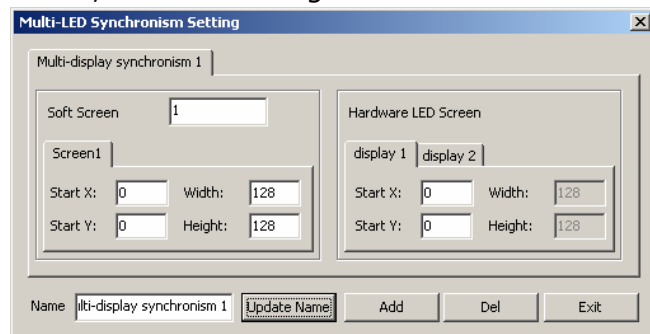 Multi-LED Synchronism Setting
Multi-display synchronism 1
Soft Screen 1
Screen1
Start X: 0 Width: 128
Start Y: 0 Height: 128
Hardware LED Screen
display 1 display 2
Start X: 0 Width: 128
Start Y: 0 Height: 128
Name ulti-display synchronism 1 Update Name Add Del Exit